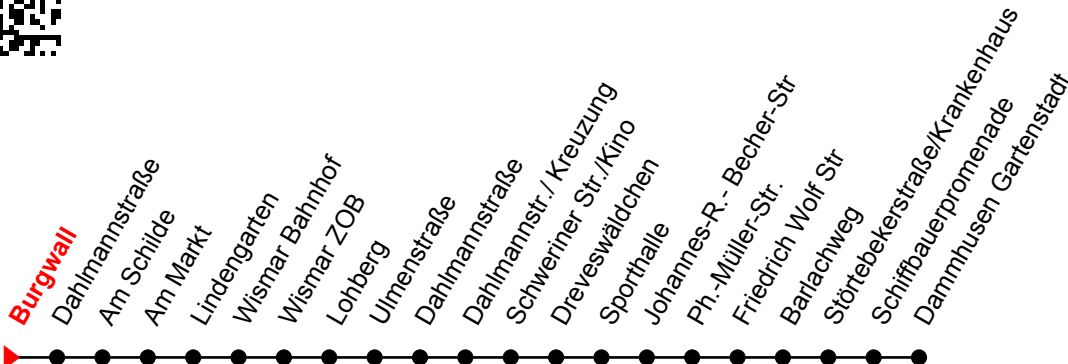 Burgwall
Dahlmannstraße
Am Schilde
Am Markt
Lindengarten
Wismar Bahnhof
Wismar ZOB
Lohberg
Ulmenstraße
Dahlmannstraße
Dahlmannstr./ Kreuzung
Schweriner Str./Kino
Dreveswäldchen
Sporthalle
Johannes-R.- Becher-Str
Ph.-Müller-Str.
Friedrich Wolf Str
Barlachweg
Störtebekerstraße/Krankenhaus
Schiffbauerpromenade
Dammhusen Gartenstadt